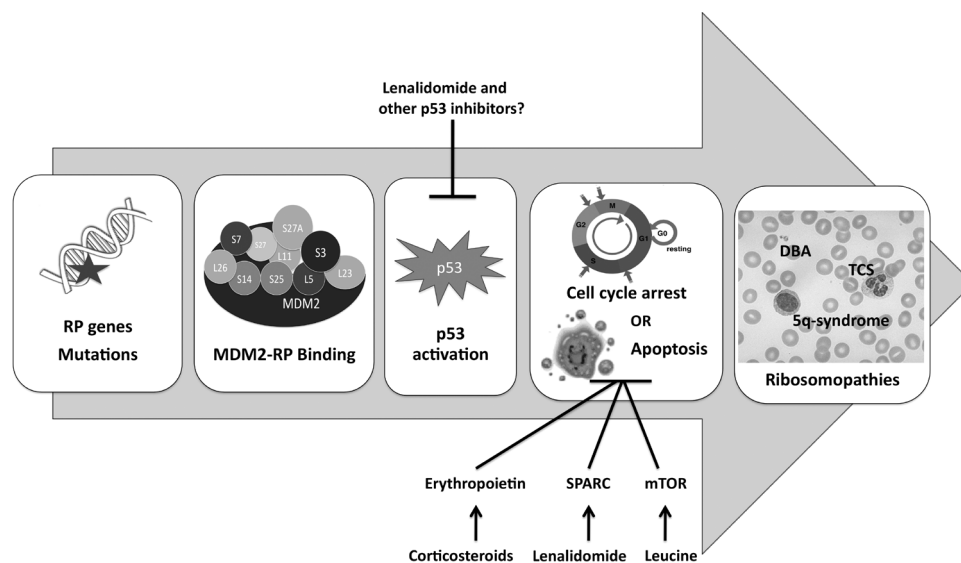 Lenalidomide and
other p53 inhibitors?
RP genes
Mutations
S7
S27
S27A
S3
L26
S14
L11
S25
L5
L23
MDM2
MDM2-RP Binding
p53
p53
activation
M
G2
G1
G0
S
resting
Cell cycle arrest
OR
Apoptosis
DBA
TCS
5q-syndrome
Ribosomopathies
Erythropoietin
SPARC
mTOR
Corticosteroids
Lenalidomide
Leucine